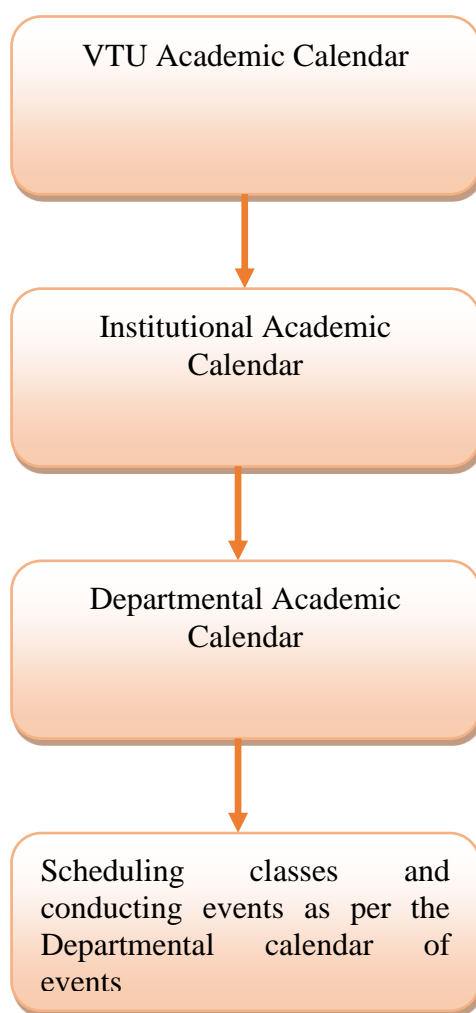 VTU Academic Calendar
Institutional Academic
Calendar
Departmental Academic
Calendar
Scheduling classes and
conducting events as per the
Departmental calendar of
events